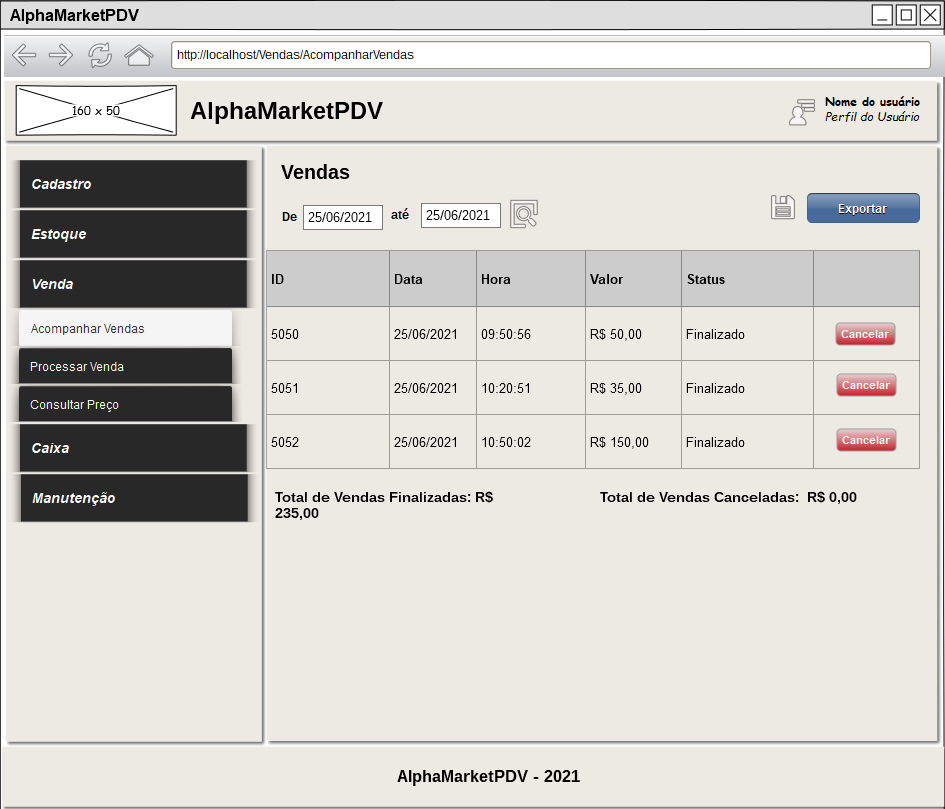 AlphaMarketPDV
http://localhost/Vendas/AcompanharVendas
160 x 50
AlphaMarketPDV
Nome do usuário
Perfil do Usuário
Cadastro
Estoque
Venda
Acompanhar Vendas
Processar Venda
Consultar Preço
Caixa
Manutenção
Vendas
De 25/06/2021 até 25/06/2021
Exportar
ID Data Hora Valor Status
5050 25/06/2021 09:50:56 R$ 50,00 Finalizado Cancelar
5051 25/06/2021 10:20:51 R$ 35,00 Finalizado Cancelar
5052 25/06/2021 10:50:02 R$ 150,00 Finalizado Cancelar
Total de Vendas Finalizadas: R$
235,00
Total de Vendas Canceladas: R$ 0,00
AlphaMarketPDV - 2021